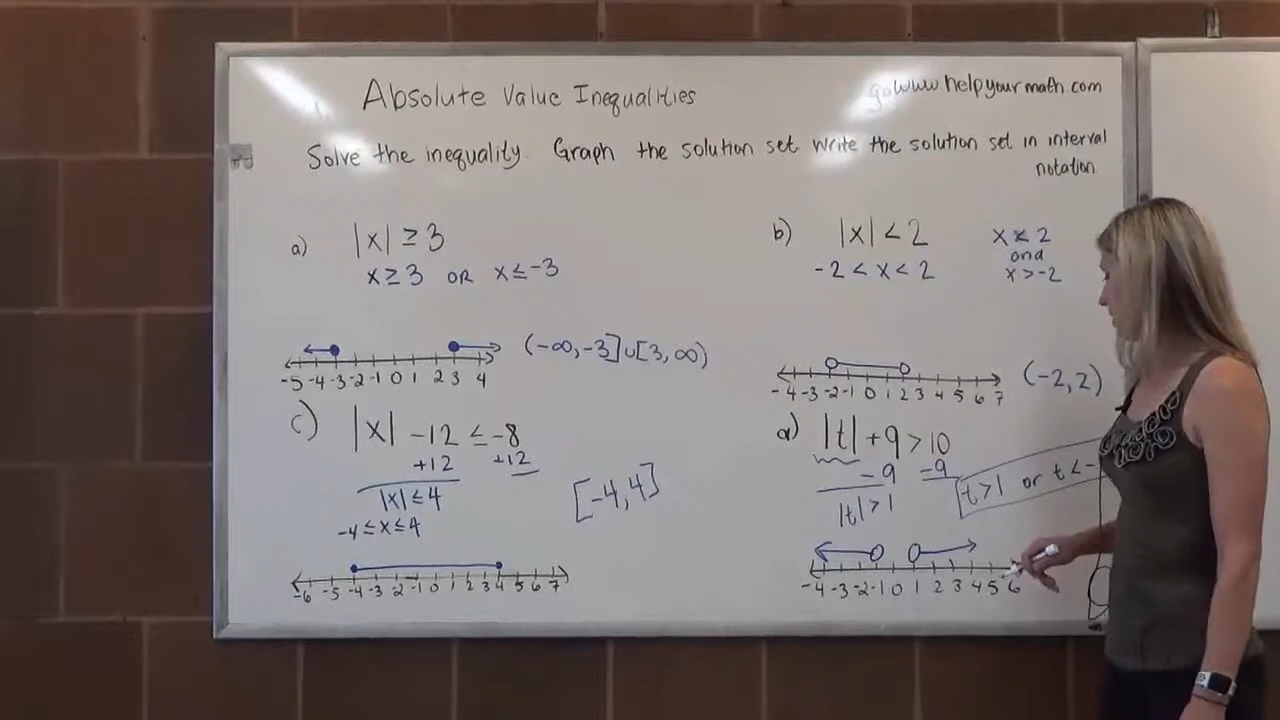 Absolute Value Inequalities
go www.helpyourmath.com
Solve the inequality. Graph the solution set Write the solution set in interval
notation
a) |x| ≥ 3
x ≥ 3 OR x ≤ -3
-5 -4 -3 -2 -1 0 1 2 3 4
(-∞, -3] ∪ [3, ∞)
b) |x| < 2
-2 < x < 2
x < 2
and
x > -2
-4 -3 -2 -1 0 1 2 3 4 5 6 7
(-2, 2)
c) |x| -12 ≤ -8
+12 +12
|x| ≤ 4
-4 ≤ x ≤ 4
[-4, 4]
-6 -5 -4 -3 -2 -1 0 1 2 3 4 5 6 7
d) |t| + 9 > 10
-9 -9
|t| > 1
t > 1 or t < -
-4 -3 -2 -1 0 1 2 3 4 5 6